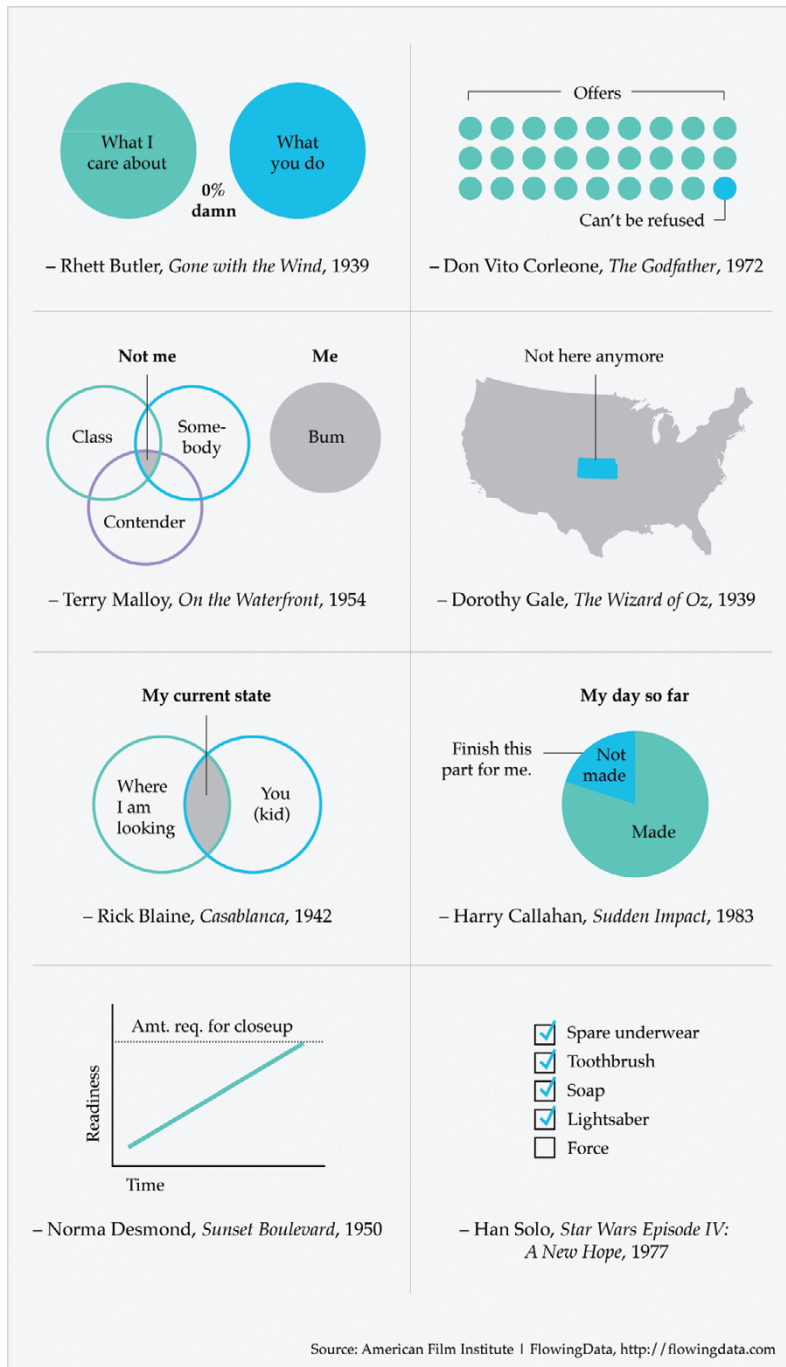 What I
care about
What
you do
0%
damn
– Rhett Butler, Gone with the Wind, 1939
Offers
Can't be refused
– Don Vito Corleone, The Godfather, 1972
Not me
Me
Class
Some-
body
Bum
Contender
– Terry Malloy, On the Waterfront, 1954
Not here anymore
– Dorothy Gale, The Wizard of Oz, 1939
My current state
Where
I am
looking
You
(kid)
– Rick Blaine, Casablanca, 1942
My day so far
Finish this
part for me.
Not
made
Made
– Harry Callahan, Sudden Impact, 1983
Amt. req. for closeup
Readiness
Time
– Norma Desmond, Sunset Boulevard, 1950
Spare underwear
Toothbrush
Soap
Lightsaber
Force
– Han Solo, Star Wars Episode IV:
A New Hope, 1977
Source: American Film Institute | FlowingData, http://flowingdata.com